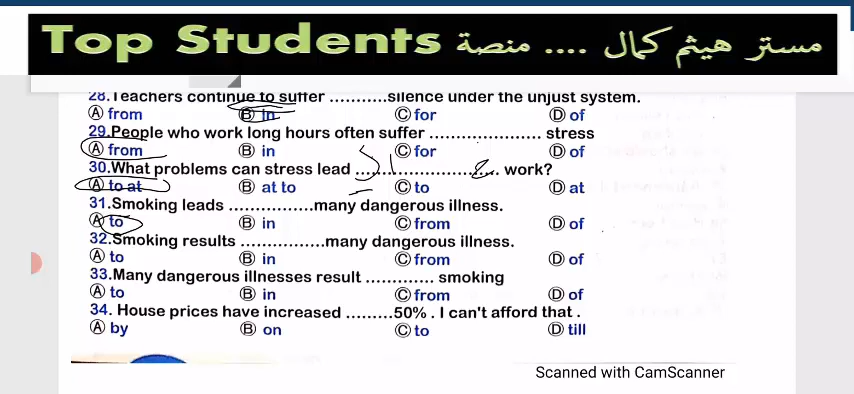 Top Students مستر هيثم كمال .... منصة
28.Teachers continue to suffer ...........silence under the unjust system.
Ⓐ from Ⓑ in Ⓒ for Ⓓ of
29.People who work long hours often suffer ...................... stress
Ⓐ from Ⓑ in Ⓒ for Ⓓ of
30.What problems can stress lead ............................ work?
Ⓐ to at Ⓑ at to Ⓒ to Ⓓ at
31.Smoking leads .................many dangerous illness.
Ⓐ to Ⓑ in Ⓒ from Ⓓ of
32.Smoking results .................many dangerous illness.
Ⓐ to Ⓑ in Ⓒ from Ⓓ of
33.Many dangerous illnesses result ............. smoking
Ⓐ to Ⓑ in Ⓒ from Ⓓ of
34. House prices have increased .........50% . I can't afford that .
Ⓐ by Ⓑ on Ⓒ to Ⓓ till
Scanned with CamScanner